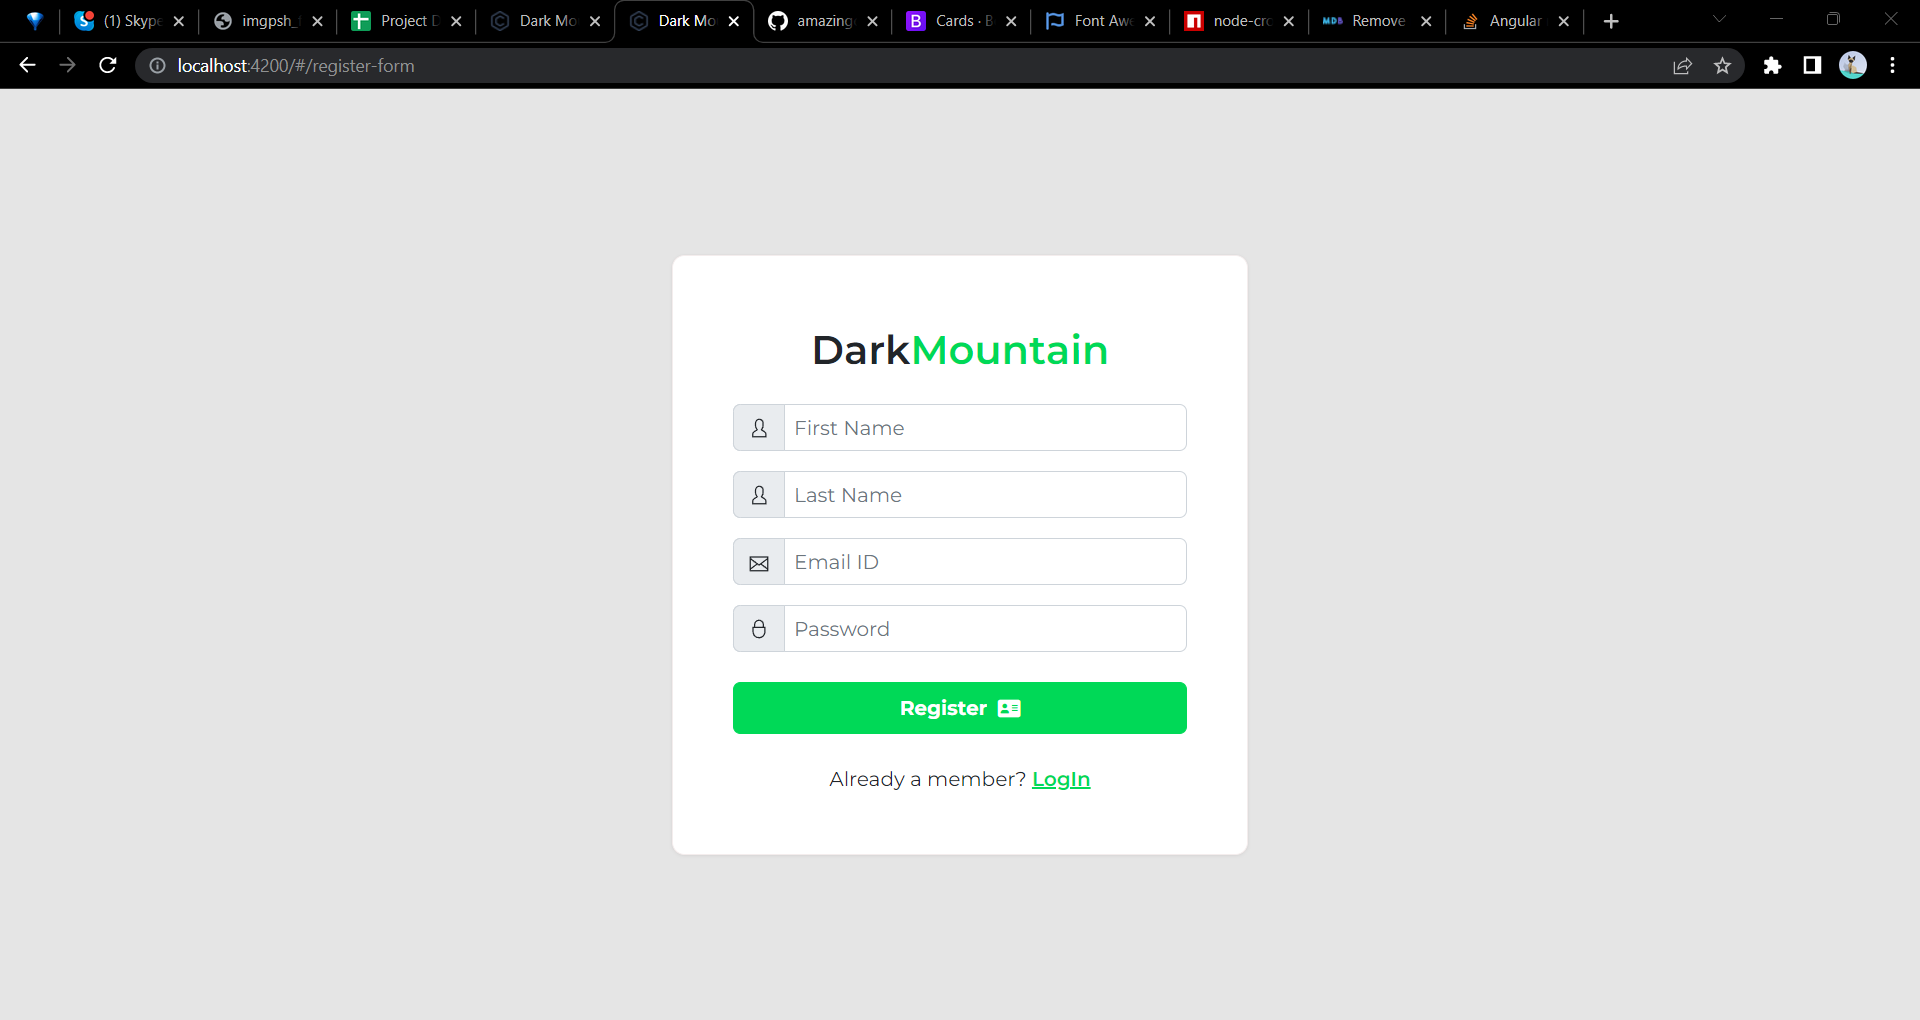 (1) Skype
imgpsh_
Project D
Dark Mo
Dark Mo
amazing
Cards · B
Font Awe
node-cro
MDB
Remove
Angular
localhost:4200/#/register-form
DarkMountain
First Name
Last Name
Email ID
Password
Register
Already a member? LogIn